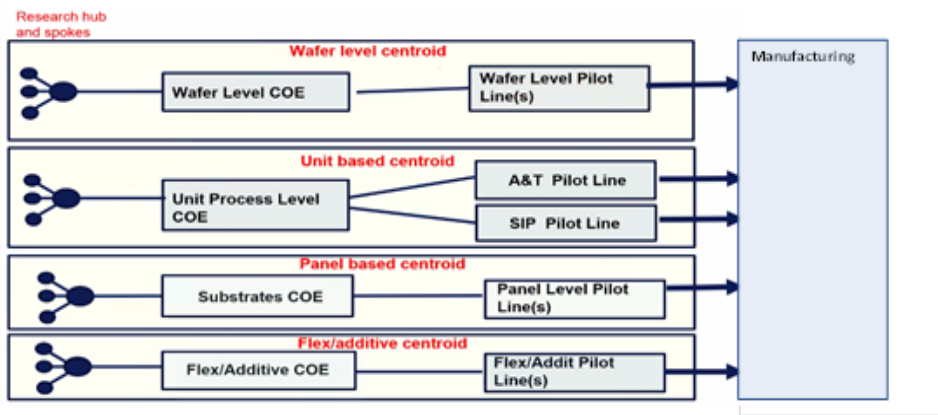 Research hub
and spokes
Wafer level centroid
Manufacturing
Wafer Level COE
Wafer Level Pilot
Line(s)
Unit based centroid
Unit Process Level
COE
A&T Pilot Line
SIP Pilot Line
Panel based centroid
Substrates COE
Panel Level Pilot
Line(s)
Flex/additive centroid
Flex/Additive COE
Flex/Addit Pilot
Line(s)